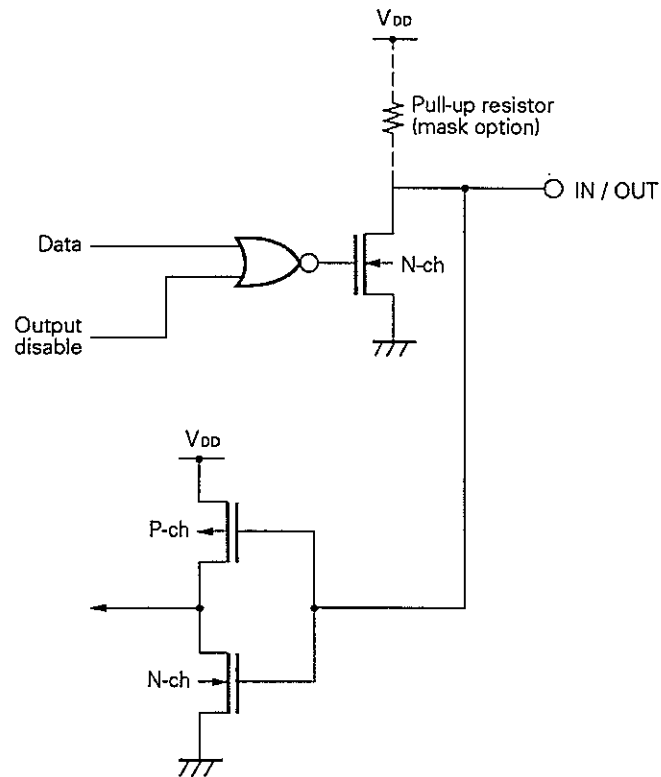 VDD
Pull-up resistor
(mask option)
IN / OUT
Data
N-ch
Output
disable
VDD
P-ch
N-ch